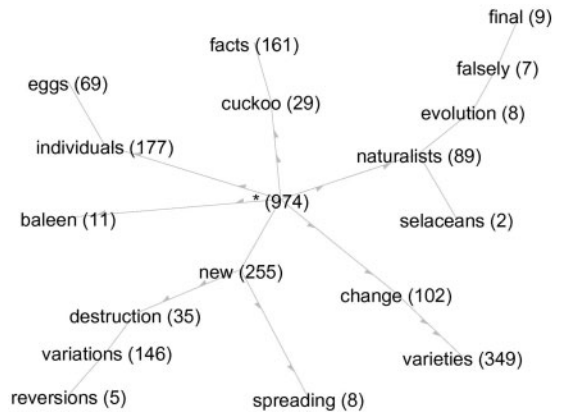 final (9)
facts (161)
falsely (7)
eggs (69)
cuckoo (29)
evolution (8)
individuals (177)
naturalists (89)
* (974)
baleen (11)
selaceans (2)
new (255)
change (102)
destruction (35)
variations (146)
varieties (349)
reversions (5)
spreading (8)